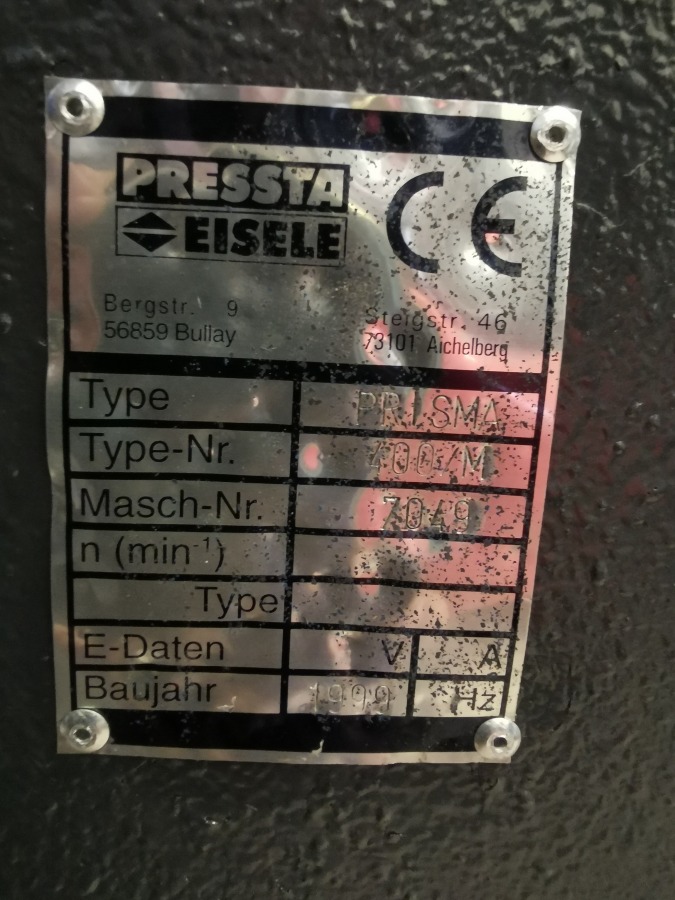 PRESSTA
EISELE
CE
Bergstr. 9
56859 Bullay
Steigstr. 46
73101 Aichelberg
Type PRISMA
Type-Nr. 400/M
Masch-Nr. 7049
n (min-1)
Type
E-Daten V A
Baujahr 1999 Hz